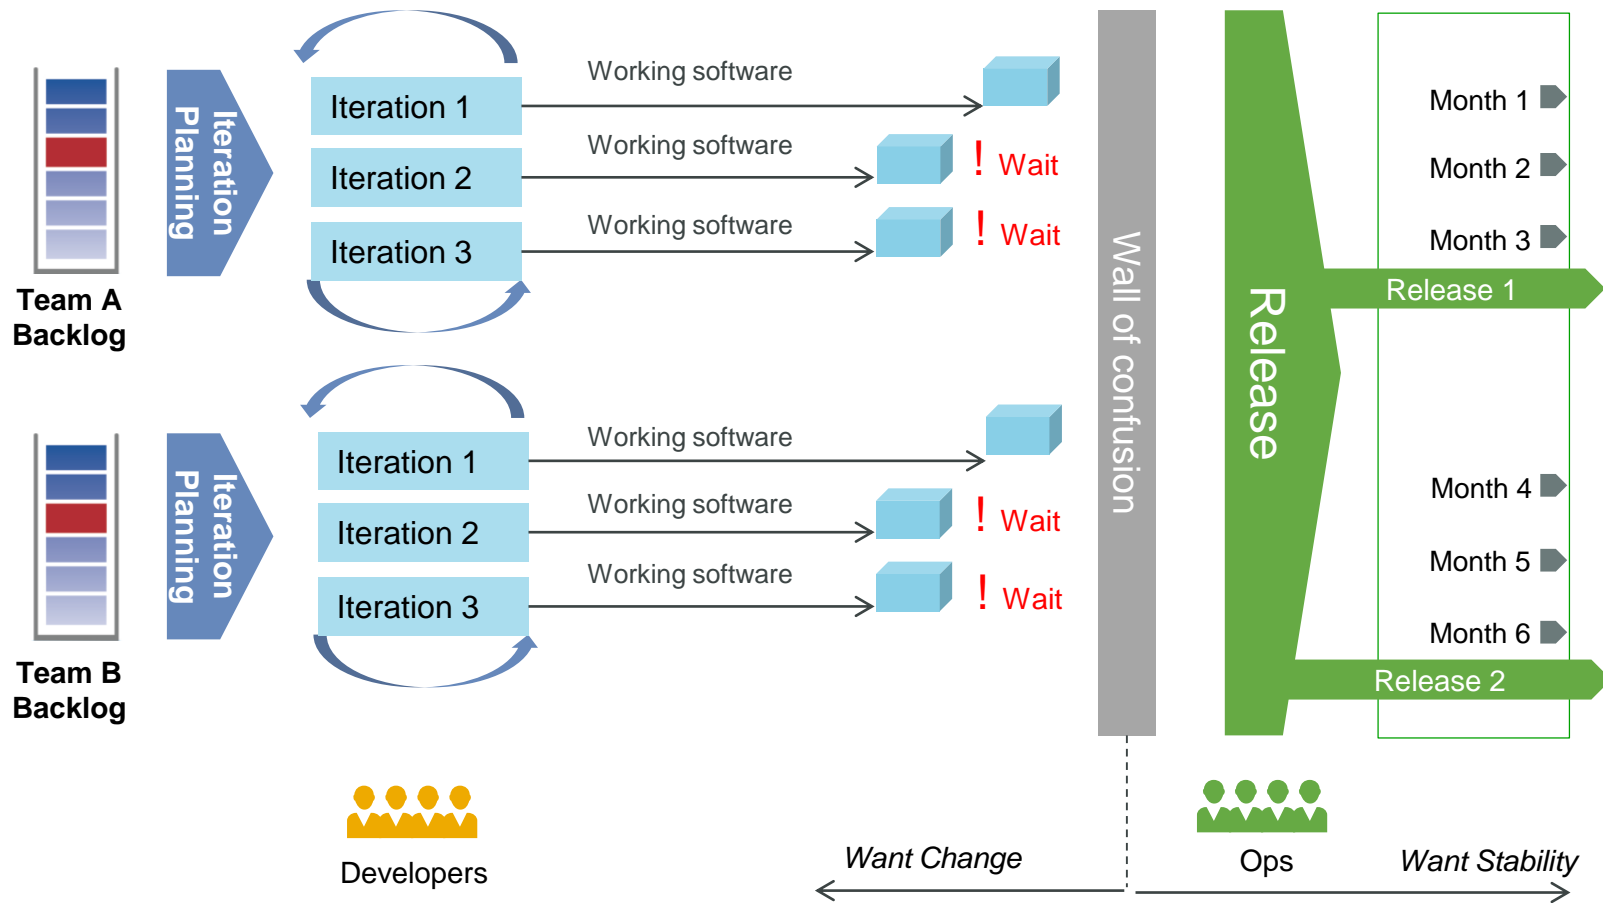 Team A
Backlog
Iteration
Planning
Iteration 1
Iteration 2
Iteration 3
Working software
Working software
! Wait
Working software
! Wait
Team B
Backlog
Iteration
Planning
Iteration 1
Iteration 2
Iteration 3
Working software
Working software
! Wait
Working software
! Wait
Wall of confusion
Release
Month 1
Month 2
Month 3
Release 1
Month 4
Month 5
Month 6
Release 2
Developers
Want Change
Ops
Want Stability